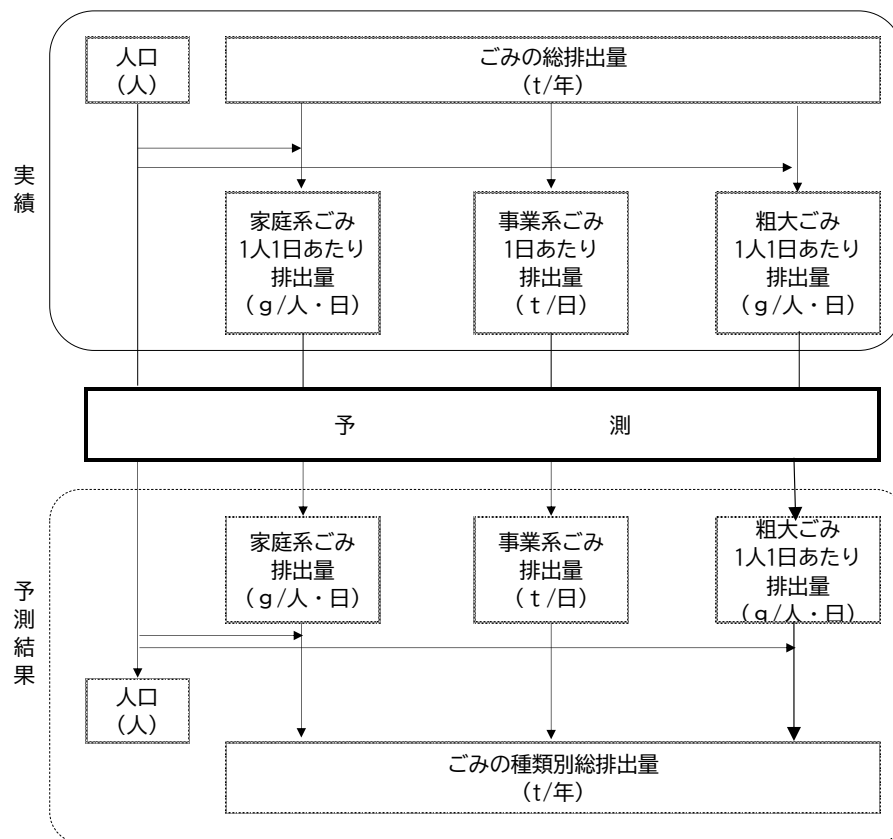 人口
(人)
ごみの総排出量
(t/年)
実績
家庭系ごみ
1人1日あたり
排出量
(ｇ/人・日)
事業系ごみ
1日あたり
排出量
(ｔ/日)
粗大ごみ
1人1日あたり
排出量
(ｇ/人・日)
予 測
予測結果
家庭系ごみ
排出量
(ｇ/人・日)
事業系ごみ
排出量
(ｔ/日)
粗大ごみ
1人1日あたり
排出量
(ｇ/人・日)
人口
(人)
ごみの種類別総排出量
(t/年)